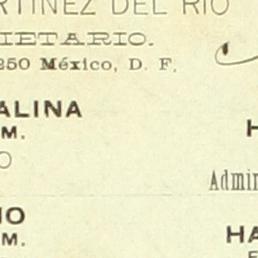 RTINEZ DEL RIO
IETARIO.
250 México, D. F.
ALINA
M.
O
H
Admin
IO
M.
HA